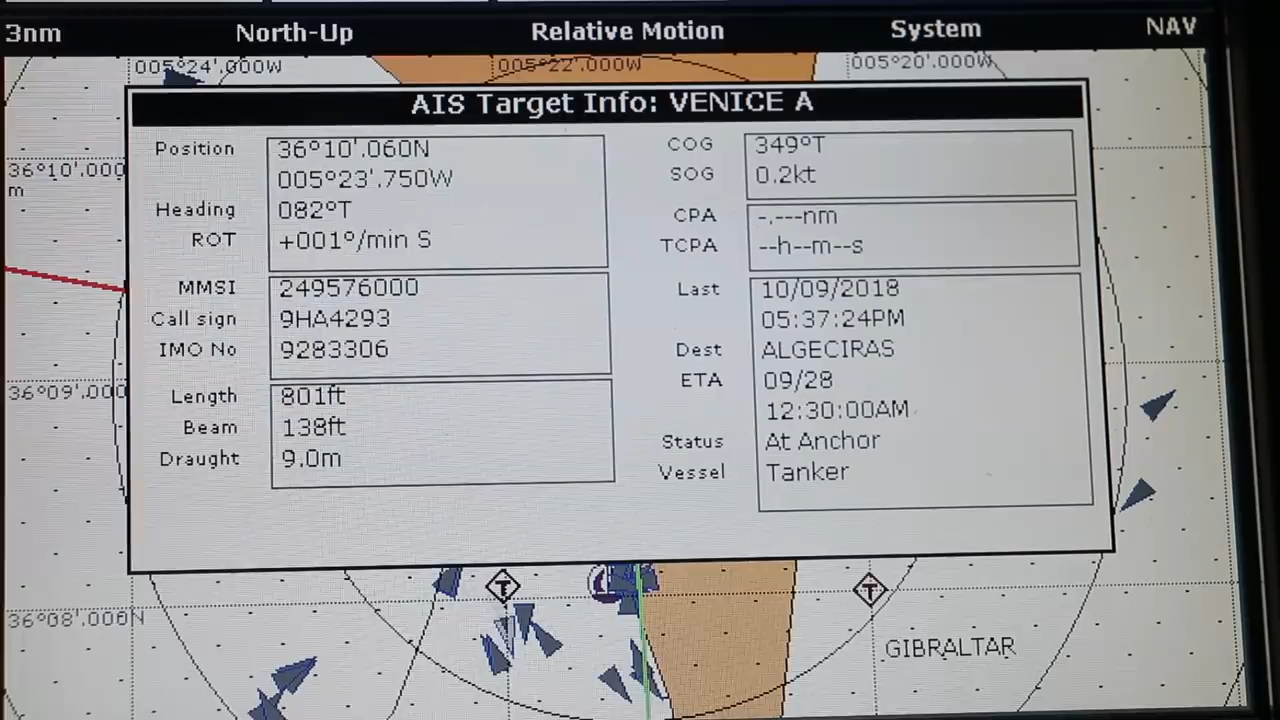 3nm North-Up Relative Motion System NAV
005°24'.000W 005°22'.000W 005°20'.000W
AIS Target Info: VENICE A
Position 36°10'.060N
005°23'.750W
Heading 082°T
ROT +001°/min S
MMSI 249576000
Call sign 9HA4293
IMO No 9283306
Length 801ft
Beam 138ft
Draught 9.0m
COG 349°T
SOG 0.2kt
CPA -.---nm
TCPA --h--m--s
Last 10/09/2018
05:37:24PM
Dest ALGECIRAS
ETA 09/28
12:30:00AM
Status At Anchor
Vessel Tanker
36°10'.000
m
36°09'.000
36°08'.000N
T
T
GIBRALTAR